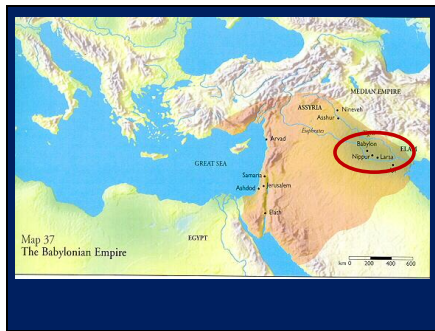 MEDIAN EMPIRE
ASSYRIA
Nineveh
Asshur
Euphrates
Arvad
Babylon
ELAM
Nippur
Larsa
GREAT SEA
Samaria
Ashdod
Jerusalem
Elath
EGYPT
Map 37
The Babylonian Empire
km 0 200 400 600